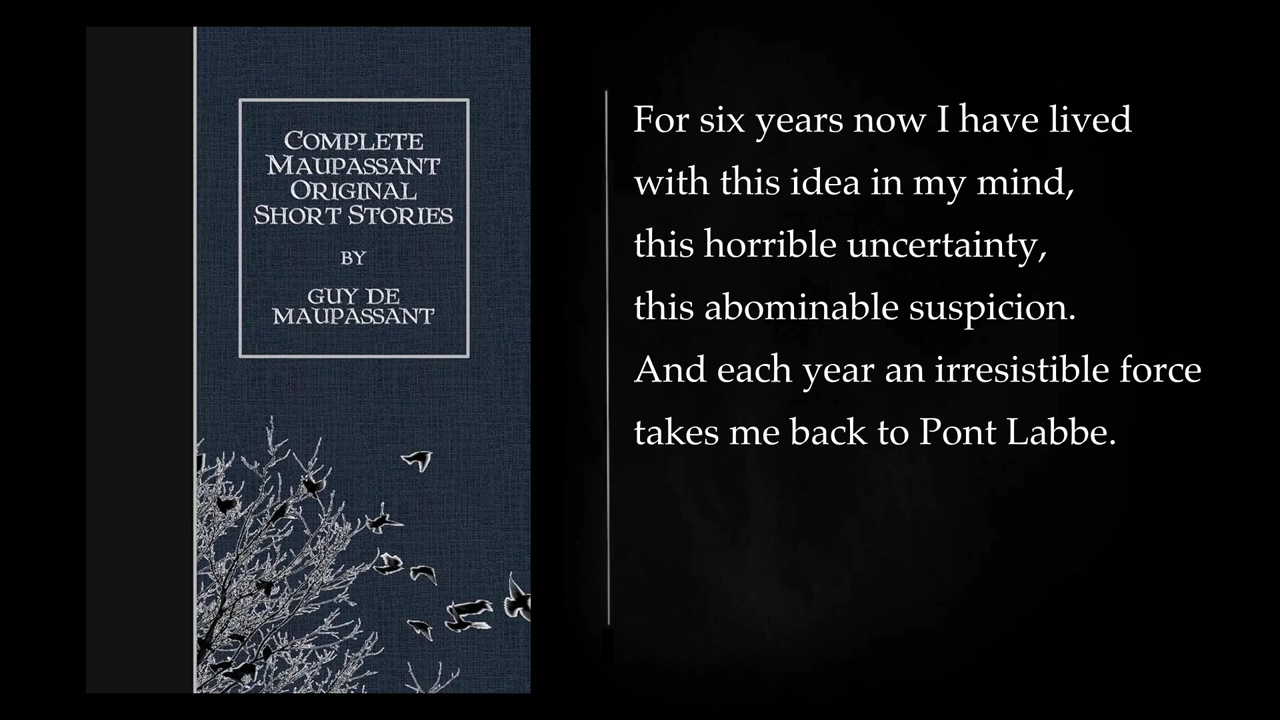 COMPLETE
MAUPASSANT
ORIGINAL
SHORT STORIES
BY
GUY DE
MAUPASSANT
For six years now I have lived
with this idea in my mind,
this horrible uncertainty,
this abominable suspicion.
And each year an irresistible force
takes me back to Pont Labbe.